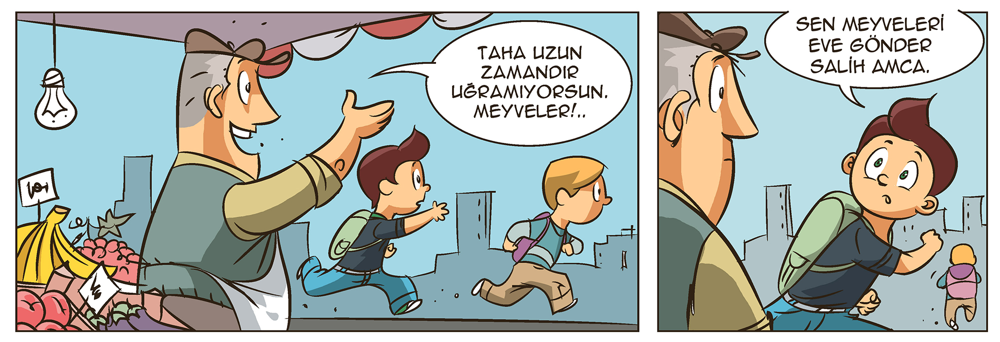 TAHA UZUN
ZAMANDIR
UĞRAMIYORSUN.
MEYVELER!..
SEN MEYVELERİ
EVE GÖNDER
SALİH AMCA.